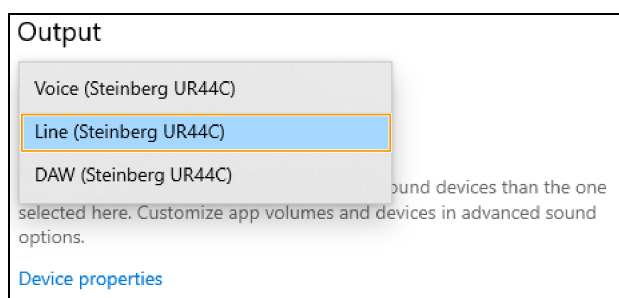 Output
Voice (Steinberg UR44C)
Line (Steinberg UR44C)
DAW (Steinberg UR44C)
devices than the one
selected here. Customize app volumes and devices in advanced sound
options.
Device properties